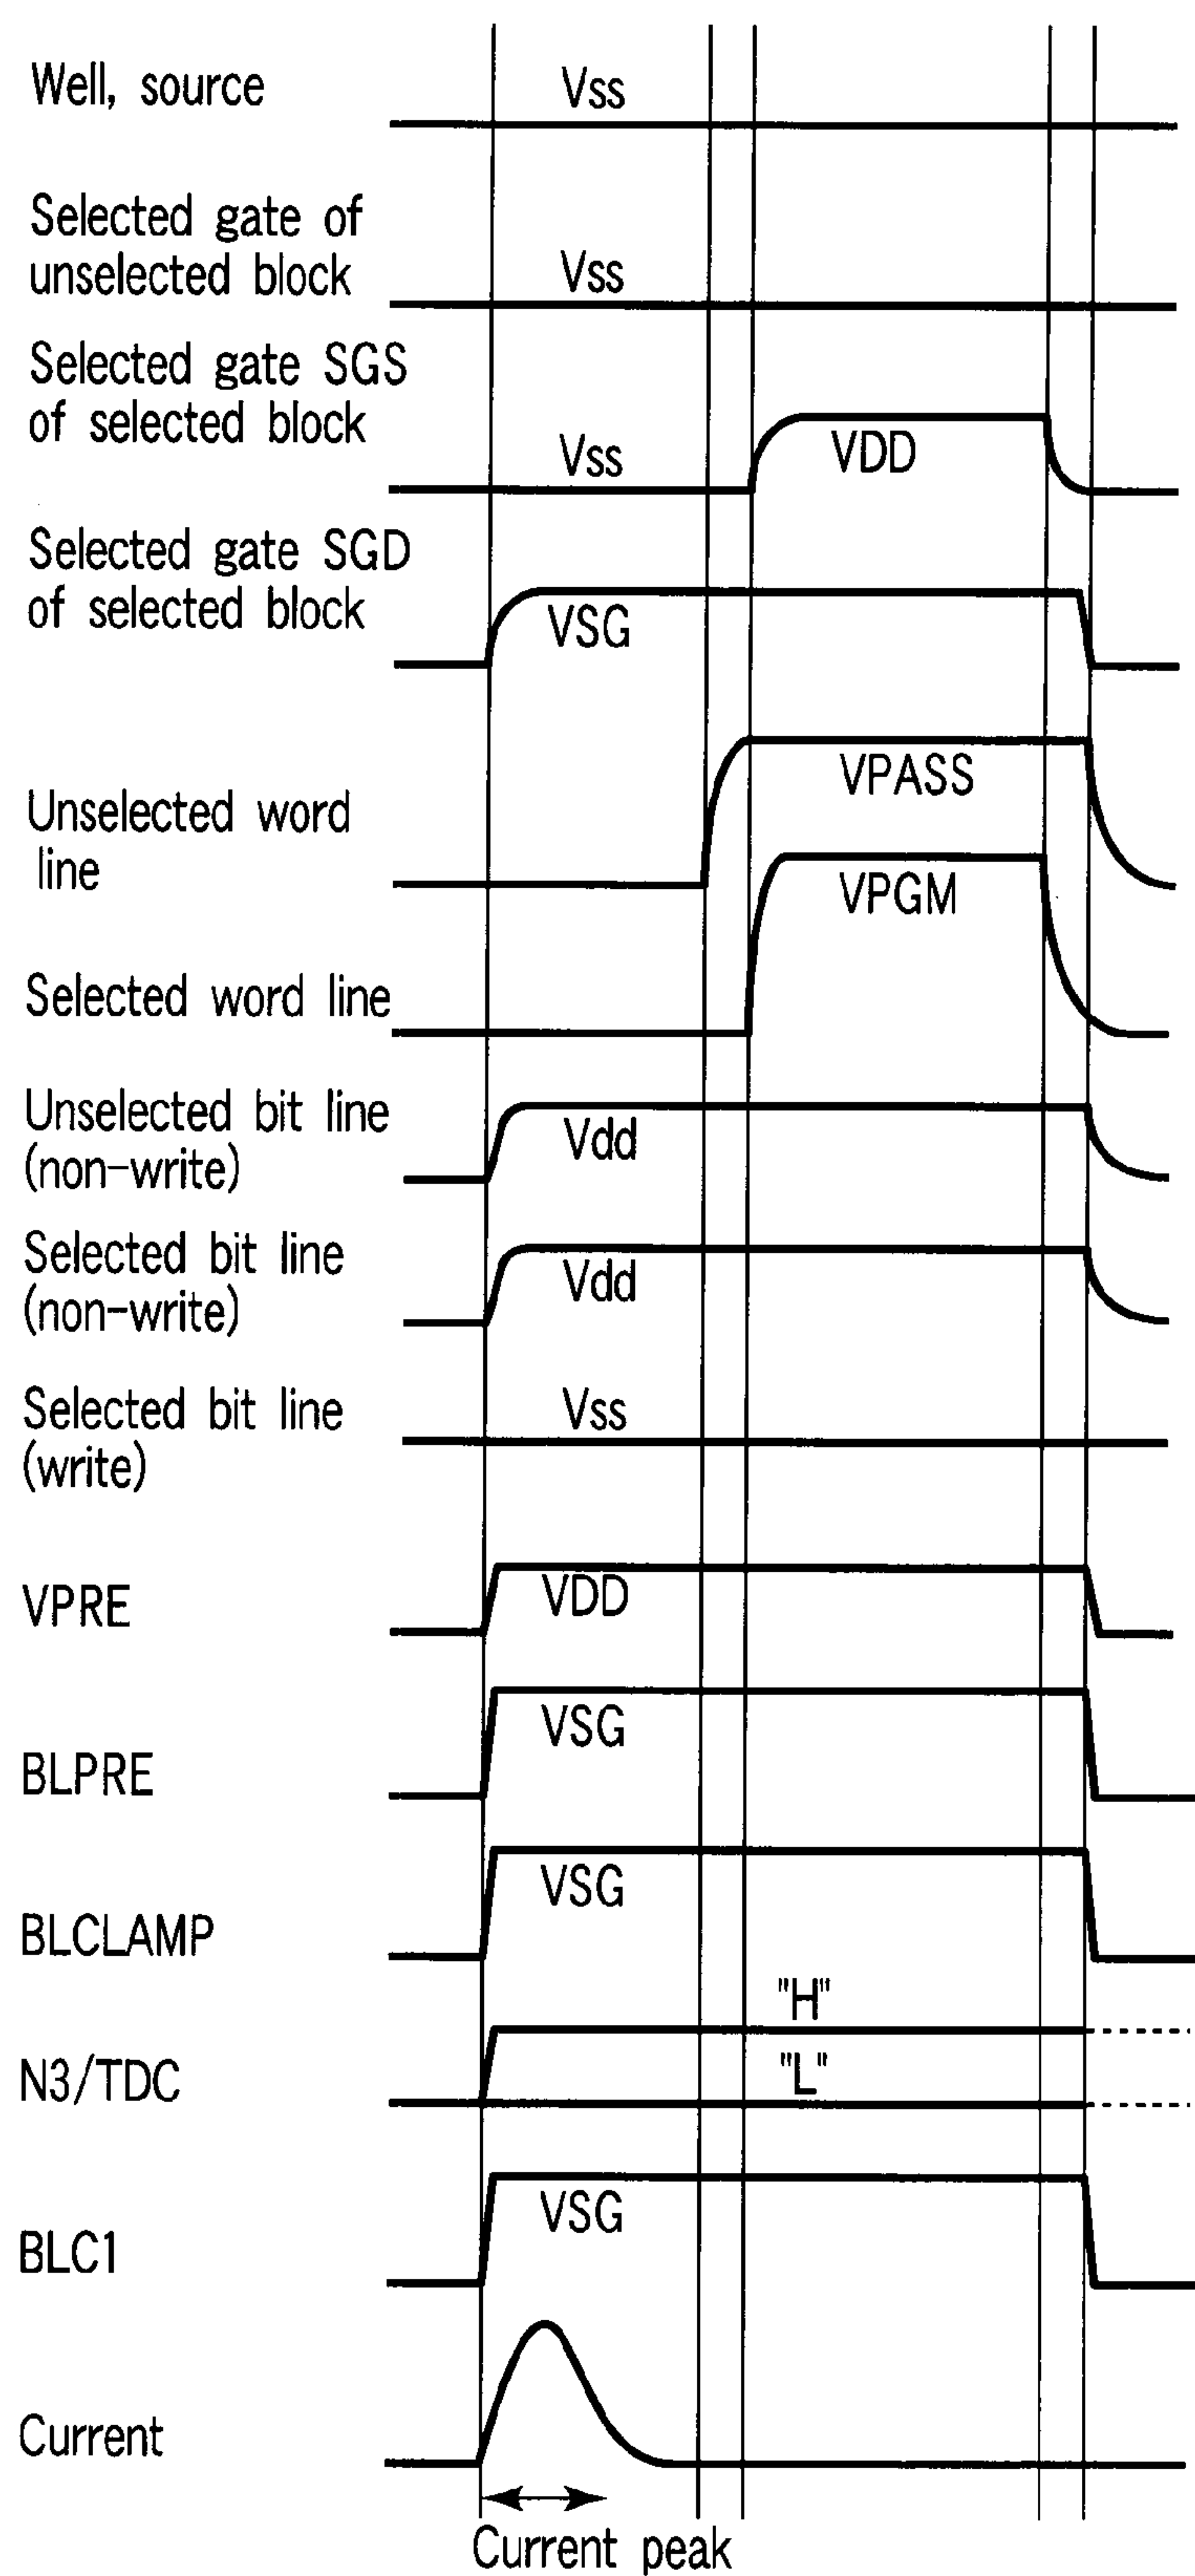 Well, source
Vss
Selected gate of
unselected block
Vss
Selected gate SGS
of selected block
Vss
VDD
Selected gate SGD
of selected block
VSG
Unselected word
line
VPASS
VPGM
Selected word line
Unselected bit line
(non-write)
Vdd
Selected bit line
(non-write)
Vdd
Selected bit line
(write)
Vss
VPRE
VDD
BLPRE
VSG
BLCLAMP
VSG
N3/TDC
"H"
"L"
BLC1
VSG
Current
Current peak